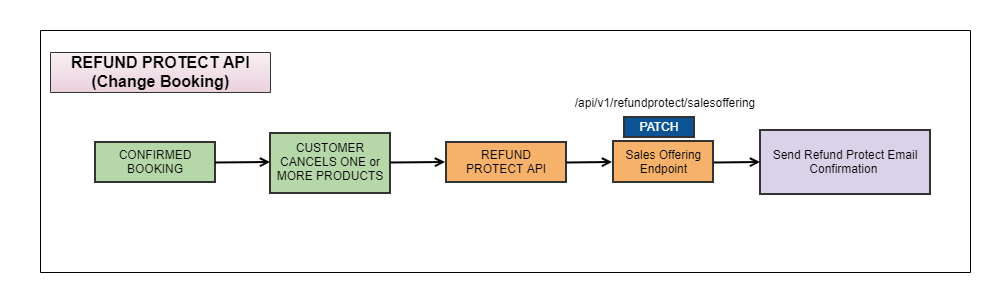 REFUND PROTECT API
(Change Booking)
/api/v1/refundprotect/salesoffering
PATCH
CONFIRMED
BOOKING
CUSTOMER
CANCELS ONE or
MORE PRODUCTS
REFUND
PROTECT API
Sales Offering
Endpoint
Send Refund Protect Email
Confirmation